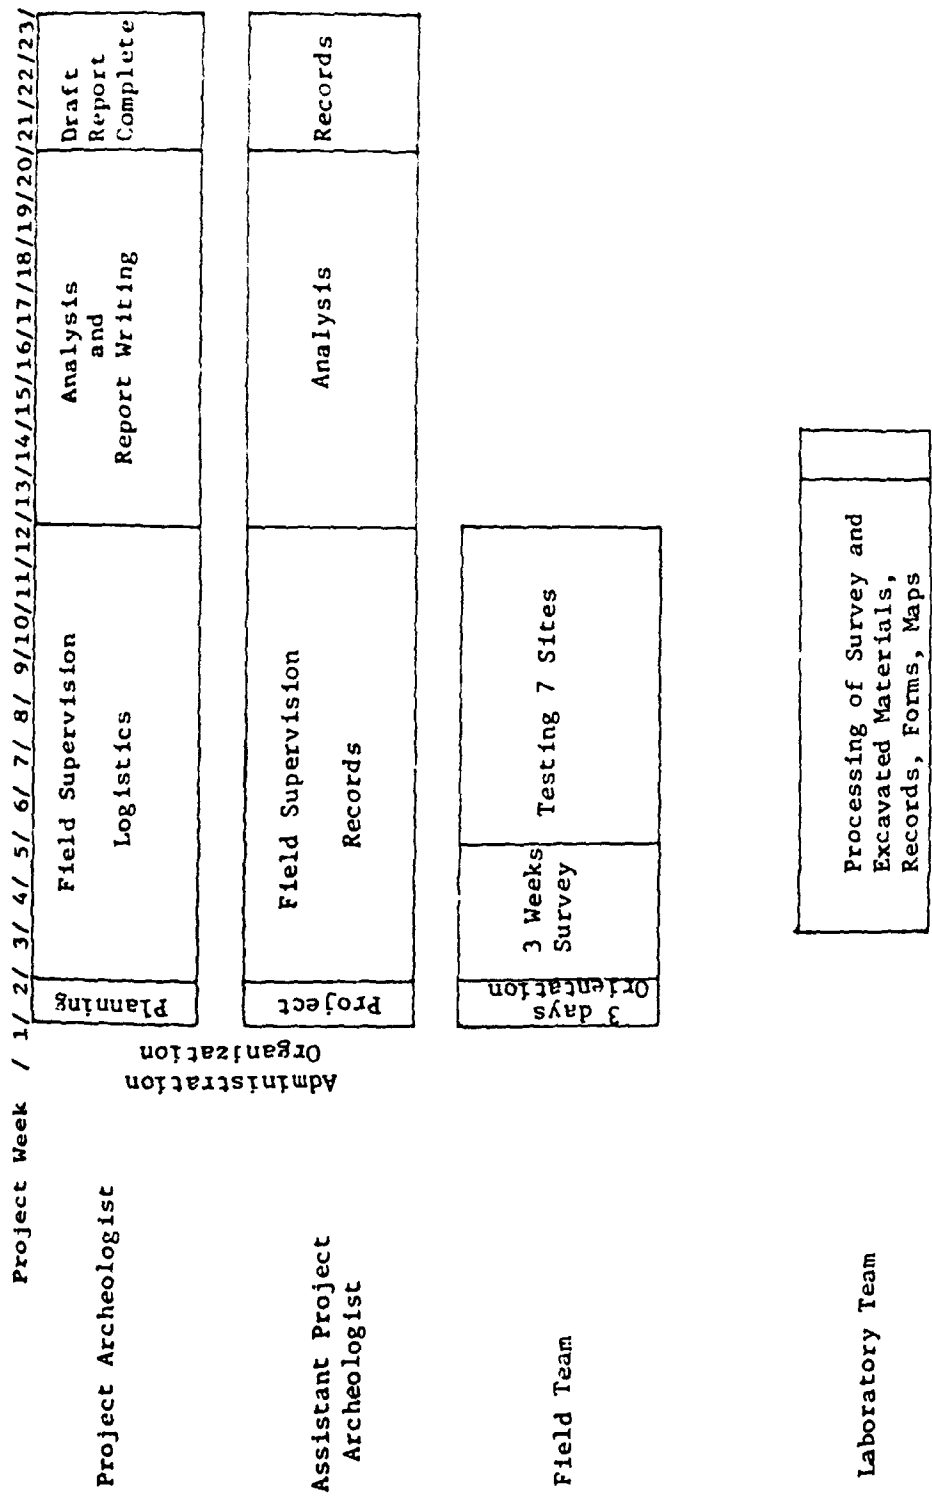 Project Week / 1/ 2/ 3/ 4/ 5/ 6/ 7/ 8/ 9/10/11/12/13/14/15/16/17/18/19/20/21/22/23/
Project Archeologist
Administration
Organization
Planning
Field Supervision
Logistics
Analysis
and
Report Writing
Draft
Report
Complete
Assistant Project
Archeologist
Project
Field Supervision
Records
Analysis
Records
Field Team
3 days
Orientation
3 Weeks
Survey
Testing 7 Sites
Laboratory Team
Processing of Survey and
Excavated Materials,
Records, Forms, Maps